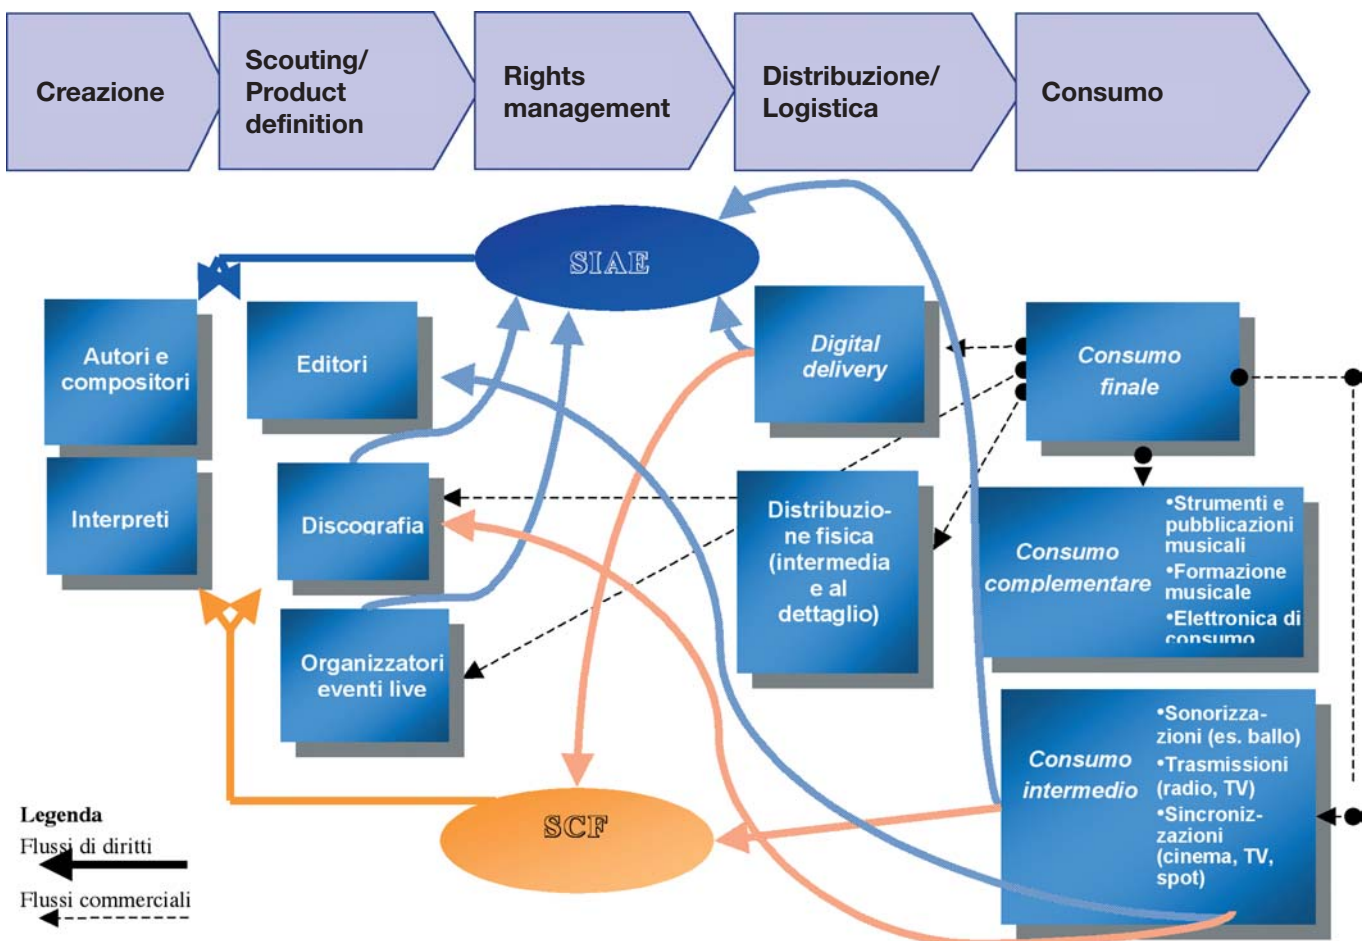 Creazione
Scouting/
Product
definition
Rights
management
Distribuzione/
Logistica
Consumo
SIAE
Autori e
compositori
Editori
Digital
delivery
Consumo
finale
Interpreti
Discografia
Distribuzio-
ne fisica
(intermedia
e al
dettaglio)
Consumo
complementare
•Strumenti e
pubblicazioni
musicali
•Formazione
musicale
•Elettronica di
consumo
Organizzatori
eventi live
Consumo
intermedio
•Sonorizza-
zioni (es. ballo)
•Trasmissioni
(radio, TV)
•Sincroniz-
zazioni
(cinema, TV,
spot)
SCF
Legenda
Flussi di diritti
Flussi commerciali